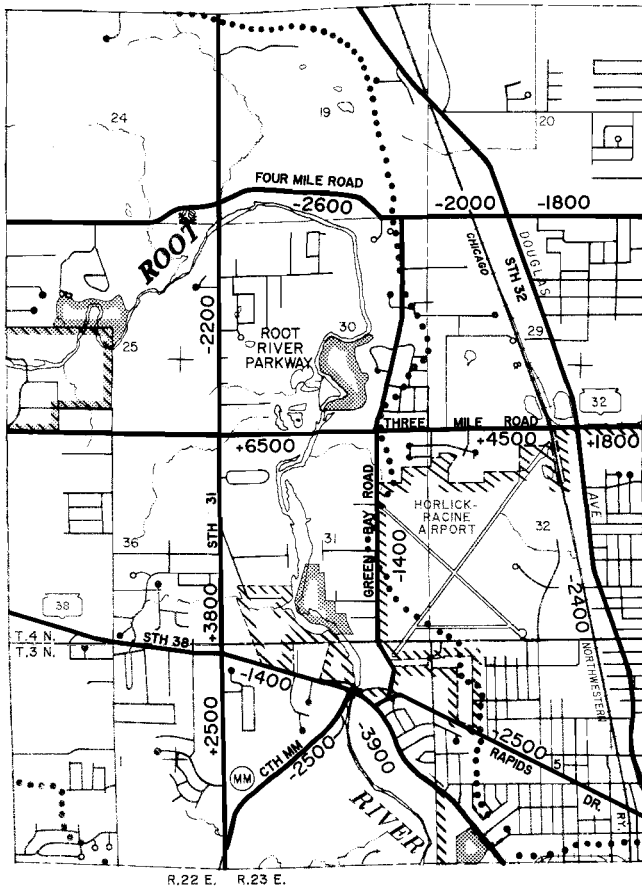 24
19
20
FOUR MILE ROAD
-2600
-2000
-1800
ROOT
CHICAGO
DOUGLAS
STH 32
-2200
25
30
29
8
ROOT
RIVER
PARKWAY
32
THREE MILE ROAD
+6500
+4500
+1800
STH 31
GREEN BAY ROAD
HORLICK-
RACINE
AIRPORT
32
AVE.
36
31
-1400
-2400
38
+3800
T.4 N.
T.3 N.
STH 38
-1400
NORTHWESTERN
+2500
CTH MM
-2500
-3900
-2500
RAPIDS
5
DR.
MM
RIVER
RY.
R.22 E. R.23 E.